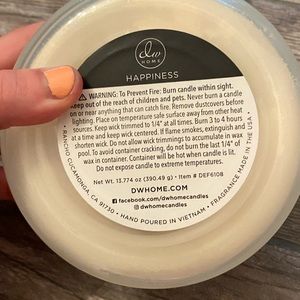 dw
HOME
HAPPINESS
WARNING: To Prevent Fire: Burn candle within sight.
Keep out of the reach of children and pets. Never burn a candle
on or near anything that can catch fire. Remove dustcovers before
lighting. Place on temperature safe surface away from other heat
sources. Keep wick trimmed to 1/4" at all times. Burn 3 to 4 hours
at a time and keep wick centered. If flame smokes, extinguish and
trim wick. Do not allow wick trimmings to accumulate in wax
pool. To avoid container cracking, do not burn the last 1/4" of
wax in container. Container will be hot when candle is lit.
Do not expose candle to extreme temperatures.
Net Wt. 13.774 oz (390.49 g) • Item # DEF6108
DWHOME.COM
facebook.com/dwhomecandles
@dwhomecandles
• RANCHO CUCAMONGA, CA 91730 • HAND POURED IN VIETNAM • FRAGRANCE MADE IN THE USA